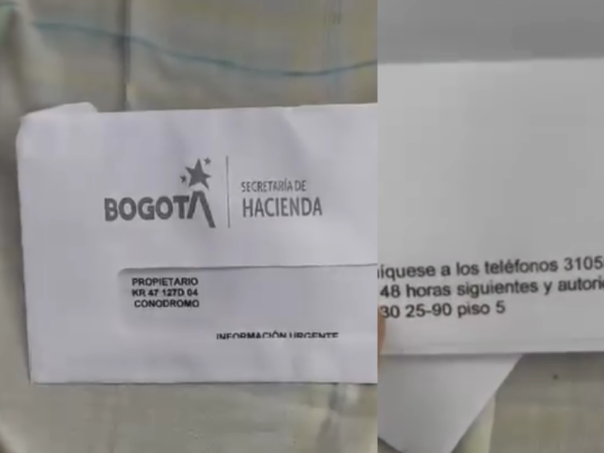 BOGOTA
SECRETARÍA DE
HACIENDA
PROPIETARIO
KR 47 127D 04
CONODROMO
INFORMACIÓN URGENTE
íquese a los teléfonos 3105
48 horas siguientes y autori
30 25-90 piso 5